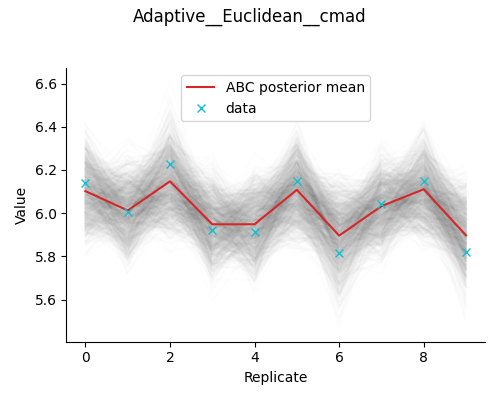 Adaptive__Euclidean__cmad
ABC posterior mean
data
6.6
6.4
6.2
6.0
5.8
5.6
Value
0 2 4 6 8
Replicate